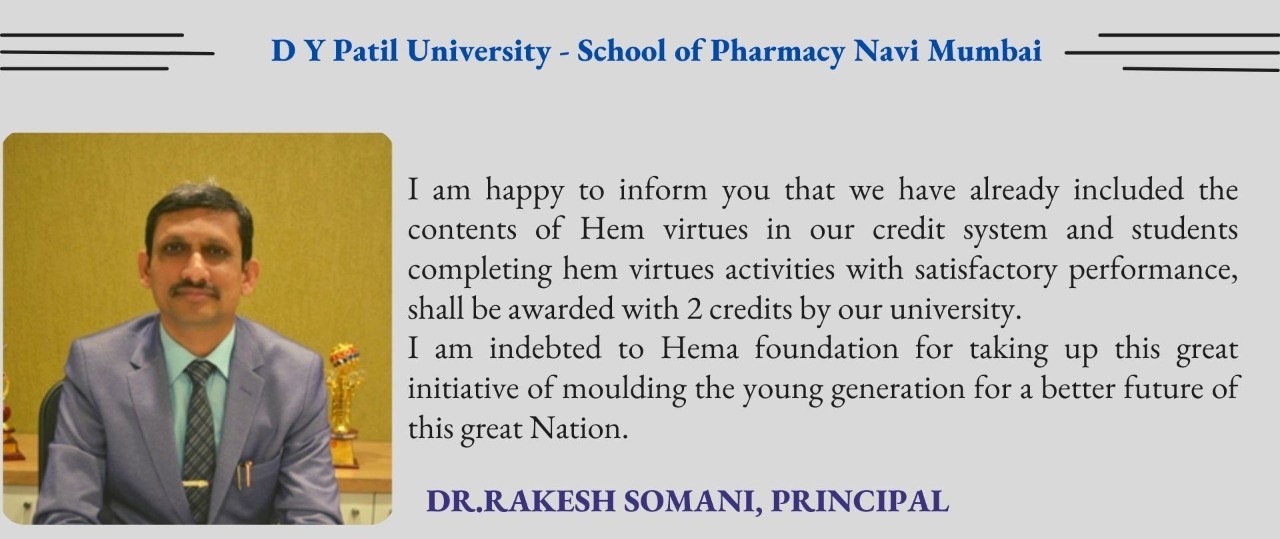 D Y Patil University - School of Pharmacy Navi Mumbai
I am happy to inform you that we have already included the
contents of Hem virtues in our credit system and students
completing hem virtues activities with satisfactory performance,
shall be awarded with 2 credits by our university.
I am indebted to Hema foundation for taking up this great
initiative of moulding the young generation for a better future of
this great Nation.
DR.RAKESH SOMANI, PRINCIPAL